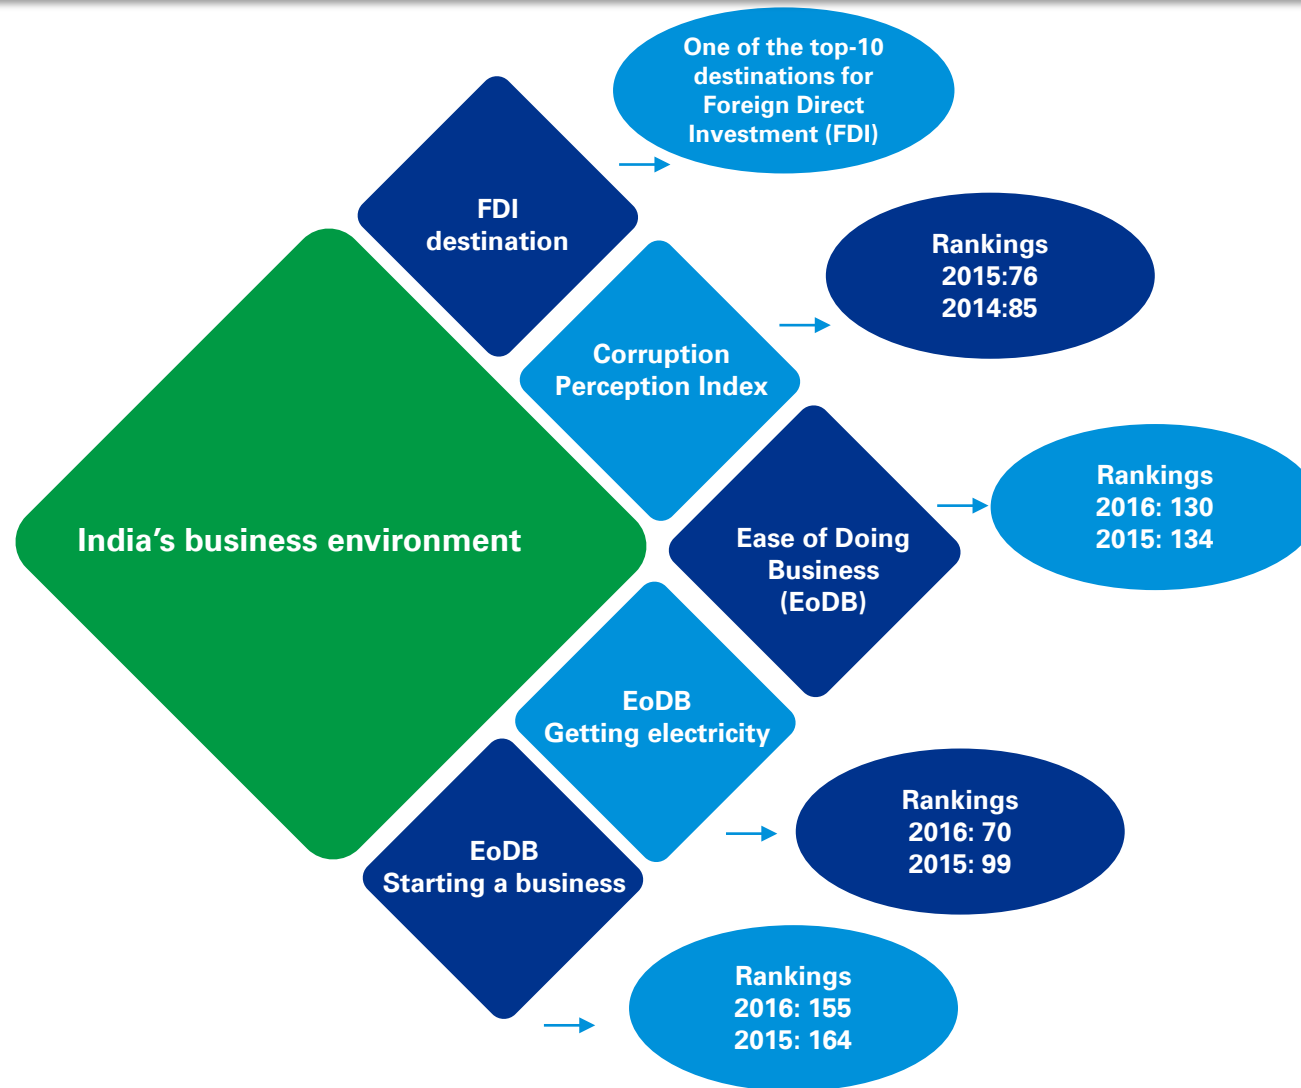 One of the top-10
destinations for
Foreign Direct
Investment (FDI)
FDI
destination
Rankings
2015:76
2014:85
Corruption
Perception Index
Rankings
2016: 130
2015: 134
India’s business environment
Ease of Doing
Business
(EoDB)
EoDB
Getting electricity
Rankings
2016: 70
2015: 99
EoDB
Starting a business
Rankings
2016: 155
2015: 164